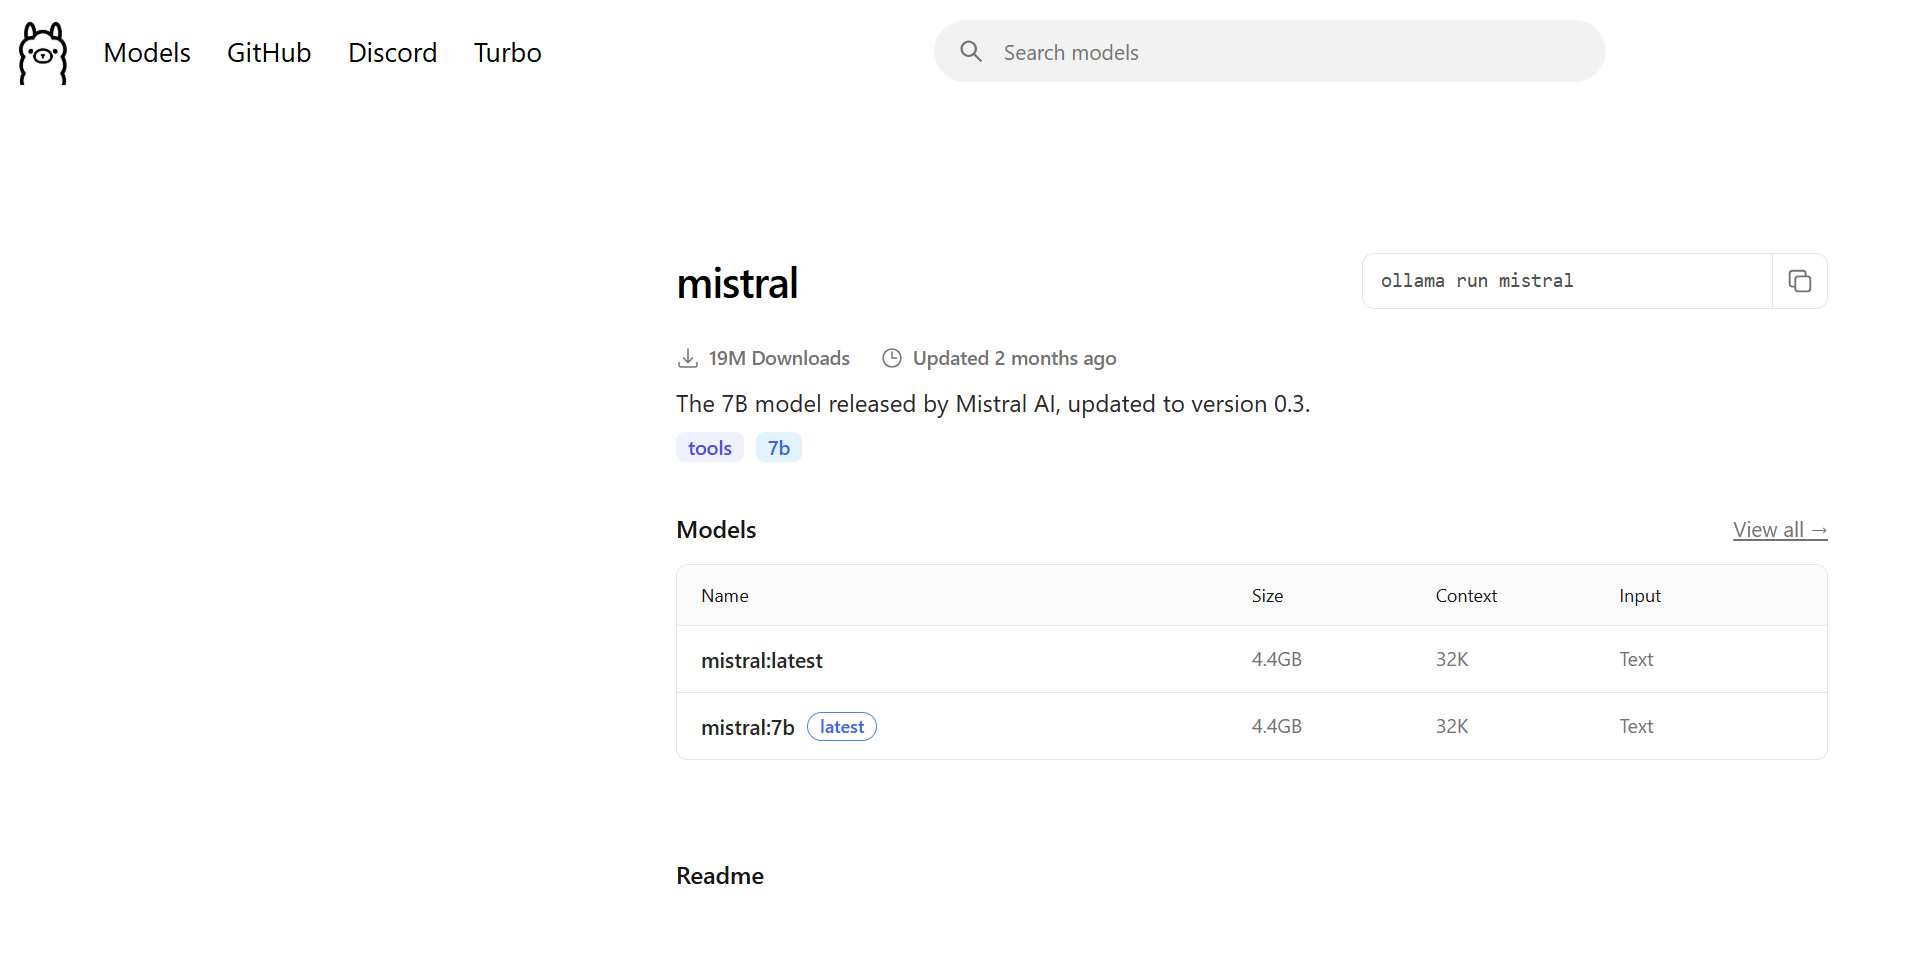 Models GitHub Discord Turbo Search models
mistral
ollama run mistral
19M Downloads Updated 2 months ago
The 7B model released by Mistral AI, updated to version 0.3.
tools 7b
Models View all →
Name Size Context Input
mistral:latest 4.4GB 32K Text
mistral:7b latest 4.4GB 32K Text
Readme